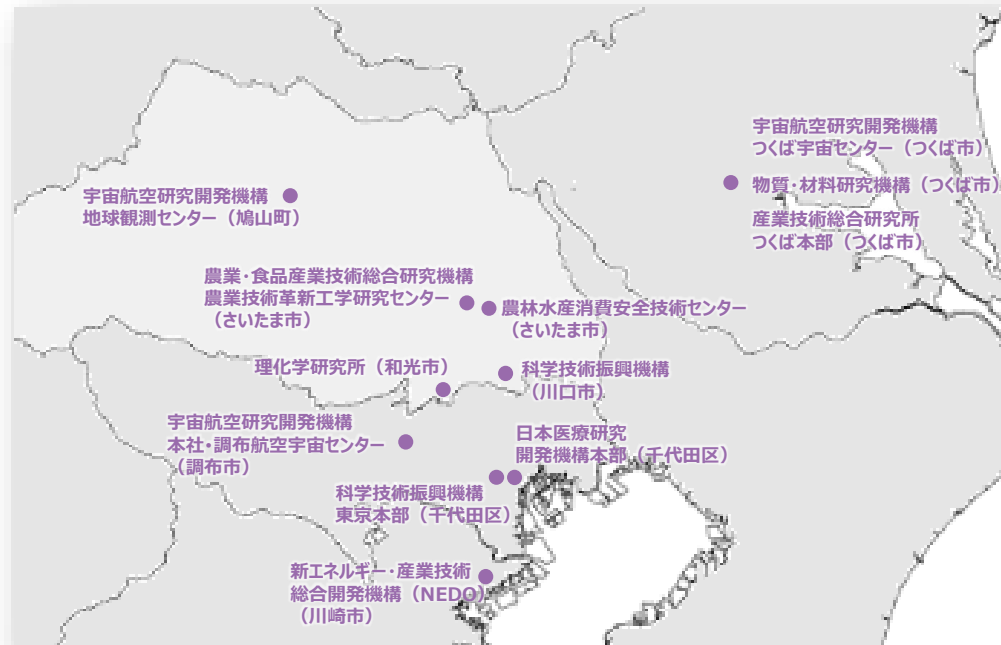 宇宙航空研究開発機構
つくば宇宙センター（つくば市）
物質・材料研究機構（つくば市）
産業技術総合研究所
つくば本部（つくば市）
宇宙航空研究開発機構
地球観測センター（鳩山町）
農業・食品産業技術総合研究機構
農業技術革新工学研究センター
（さいたま市）
農林水産消費安全技術センター
（さいたま市）
理化学研究所（和光市）
科学技術振興機構
（川口市）
宇宙航空研究開発機構
本社・調布航空宇宙センター
（調布市）
日本医療研究
開発機構本部（千代田区）
科学技術振興機構
東京本部（千代田区）
新エネルギー・産業技術
総合開発機構（NEDO）
（川崎市）